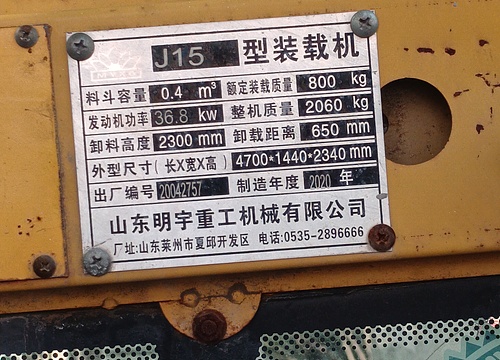 J15 型装载机
料斗容量 0.4 m³ 额定装载质量 800 kg
发动机功率 36.8 kw 整机质量 2060 kg
卸料高度 2300 mm 卸载距离 650 mm
外型尺寸(长X宽X高) 4700*1440*2340 mm
出厂编号 20042757 制造年度 2020 年
山东明宇重工机械有限公司
厂址:山东莱州市夏邱开发区 电话:0535-2896666